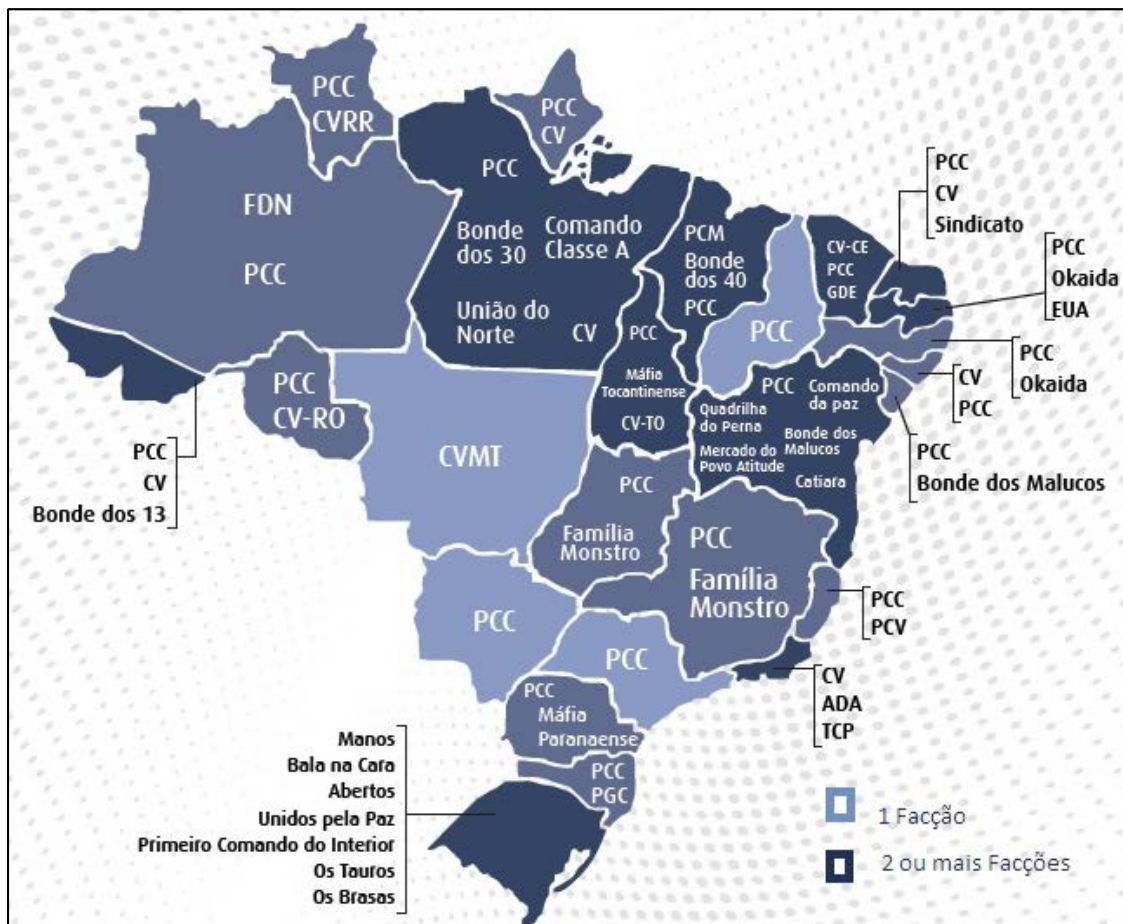 PCC
CVRR
PCC
CV
FDN
PCC
PCC
Bonde
dos 30
Comando
Classe A
União do
Norte
CV
PCM
Bonde
dos 40
PCC
CV-CE
PCC
GDE
PCC
CV
Sindicato
PCC
Okaida
EUA
PCC
Okaida
CV
PCC
PCC
Bonde dos Malucos
PCC
PCC
Máfia
Tocantinense
CV-TO
PCC
Comando
da paz
Quadrilha
do Perna
Bonde dos
Malucos
Mercado do
Povo Atitude
Catiara
PCC
CV-RO
PCC
CV
Bonde dos 13
CVMT
PCC
Família
Monstro
PCC
Família
Monstro
PCC
PCV
CV
ADA
TCP
PCC
PCC
PCC
Máfia
Paranaense
PCC
PGC
Manos
Bala na Cara
Abertos
Unidos pela Paz
Primeiro Comando do Interior
Os Tauros
Os Brasas
1 Facção
2 ou mais Facções